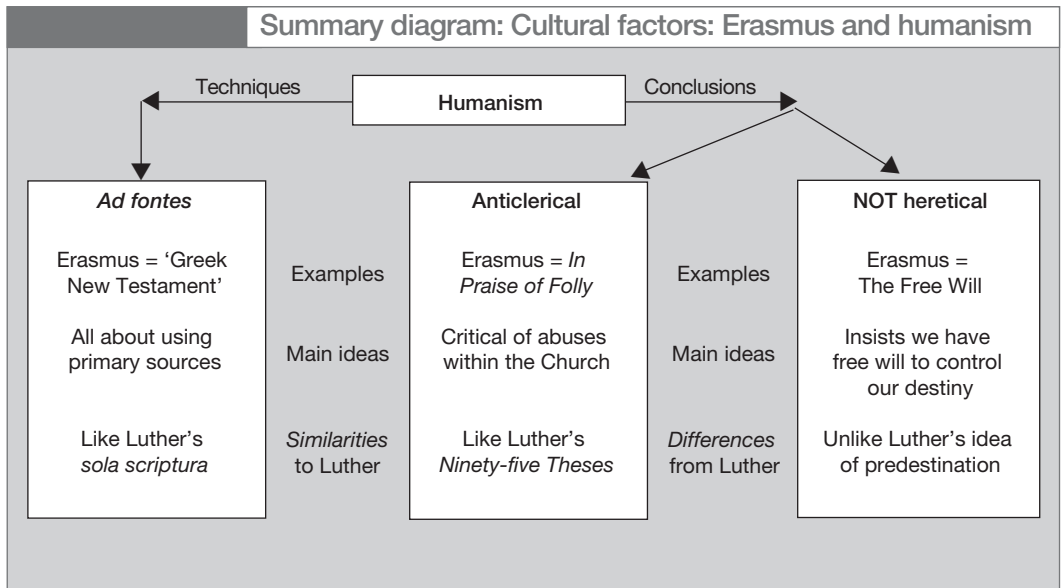 Summary diagram: Cultural factors: Erasmus and humanism
Techniques
Humanism
Conclusions
Ad fontes
Erasmus = ‘Greek
New Testament’
All about using
primary sources
Like Luther’s
sola scriptura
Examples
Main ideas
Similarities
to Luther
Anticlerical
Erasmus = In
Praise of Folly
Critical of abuses
within the Church
Like Luther’s
Ninety-five Theses
Examples
Main ideas
Differences
from Luther
NOT heretical
Erasmus =
The Free Will
Insists we have
free will to control
our destiny
Unlike Luther’s idea
of predestination